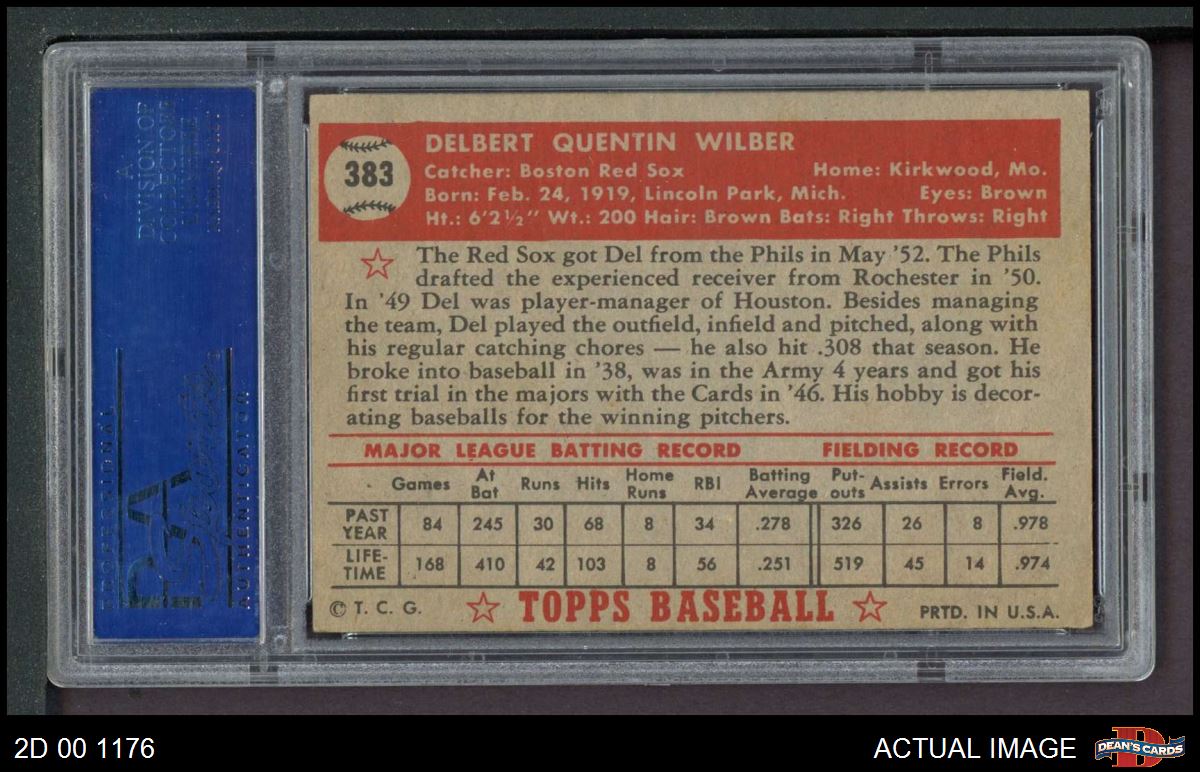 A
DIVISION OF
COLLECTORS
UNIVERSE
PROFESSIONAL
PSA
AUTHENTICATOR
383
DELBERT QUENTIN WILBER
Catcher: Boston Red Sox Home: Kirkwood, Mo.
Born: Feb. 24, 1919, Lincoln Park, Mich. Eyes: Brown
Ht.: 6'2½" Wt.: 200 Hair: Brown Bats: Right Throws: Right
The Red Sox got Del from the Phils in May '52. The Phils
drafted the experienced receiver from Rochester in '50.
In '49 Del was player-manager of Houston. Besides managing
the team, Del played the outfield, infield and pitched, along with
his regular catching chores — he also hit .308 that season. He
broke into baseball in '38, was in the Army 4 years and got his
first trial in the majors with the Cards in '46. His hobby is decor-
ating baseballs for the winning pitchers.
MAJOR LEAGUE BATTING RECORD FIELDING RECORD
Games At Bat Runs Hits Home Runs RBI Batting Average Put-outs Assists Errors Field. Avg.
PAST YEAR 84 245 30 68 8 34 .278 326 26 8 .978
LIFE-TIME 168 410 42 103 8 56 .251 519 45 14 .974
© T. C. G. ☆ TOPPS BASEBALL ☆ PRTD. IN U.S.A.
2D 00 1176 ACTUAL IMAGE D DEAN'S CARDS